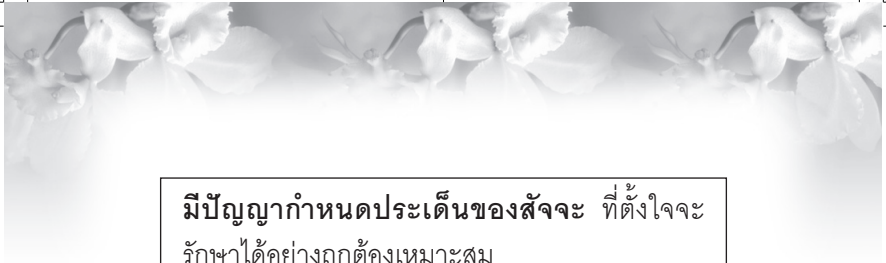 มีปัญญากำหนดประเด็นของสัจจะ ที่ตั้งใจจะ
รักษาได้อย่างถูกต้องเหมาะสม